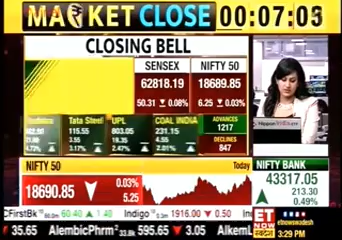 MARKET CLOSE 00:07:03
CLOSING BELL
SENSEX NIFTY 50
62818.19 18689.85
50.31 0.08% 6.25 0.03%
Tata Steel UPL COAL INDIA ADVANCES
115.55 803.05 231.15 1217
3.55 18.35 4.55 DECLINES
3.17% 2.47% 2.01% 847
NIFTY 50 Today NIFTY BANK
18690.85 0.03% 43317.05
5.25 213.30
0.49%
CFirstBk 60.40 1.40 Indigo 1916.00 0.50
35.65 AlembicPhrm 595.65 3.05 AlkemL
ET NOW
स्वदेश
etnowswadesh
3:29 PM